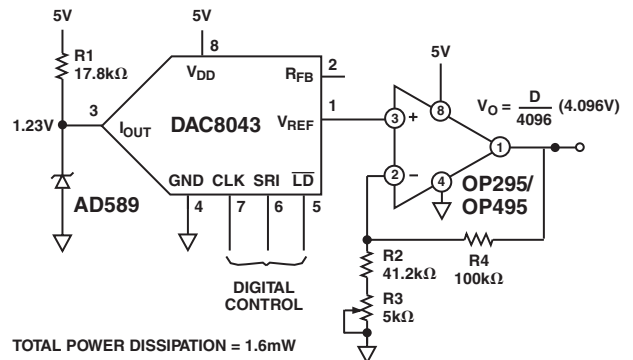 5V
5V
R1
17.8kΩ
8
VDD
RFB
2
5V
VO = D/4096 (4.096V)
1.23V
3
IOUT
DAC8043
VREF
1
3
+
8
1
2
–
4
OP295/
OP495
AD589
GND CLK SRI LD
4
7
6
5
DIGITAL
CONTROL
R2
41.2kΩ
R4
100kΩ
R3
5kΩ
TOTAL POWER DISSIPATION = 1.6mW